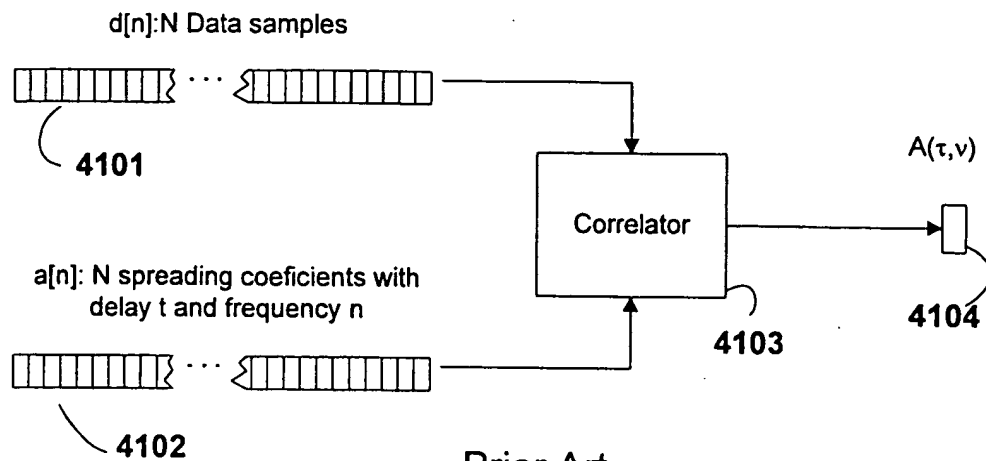 d[n]:N Data samples
4101
A(τ,ν)
Correlator
a[n]: N spreading coeficients with
delay t and frequency n
4103
4104
4102
Prior Art